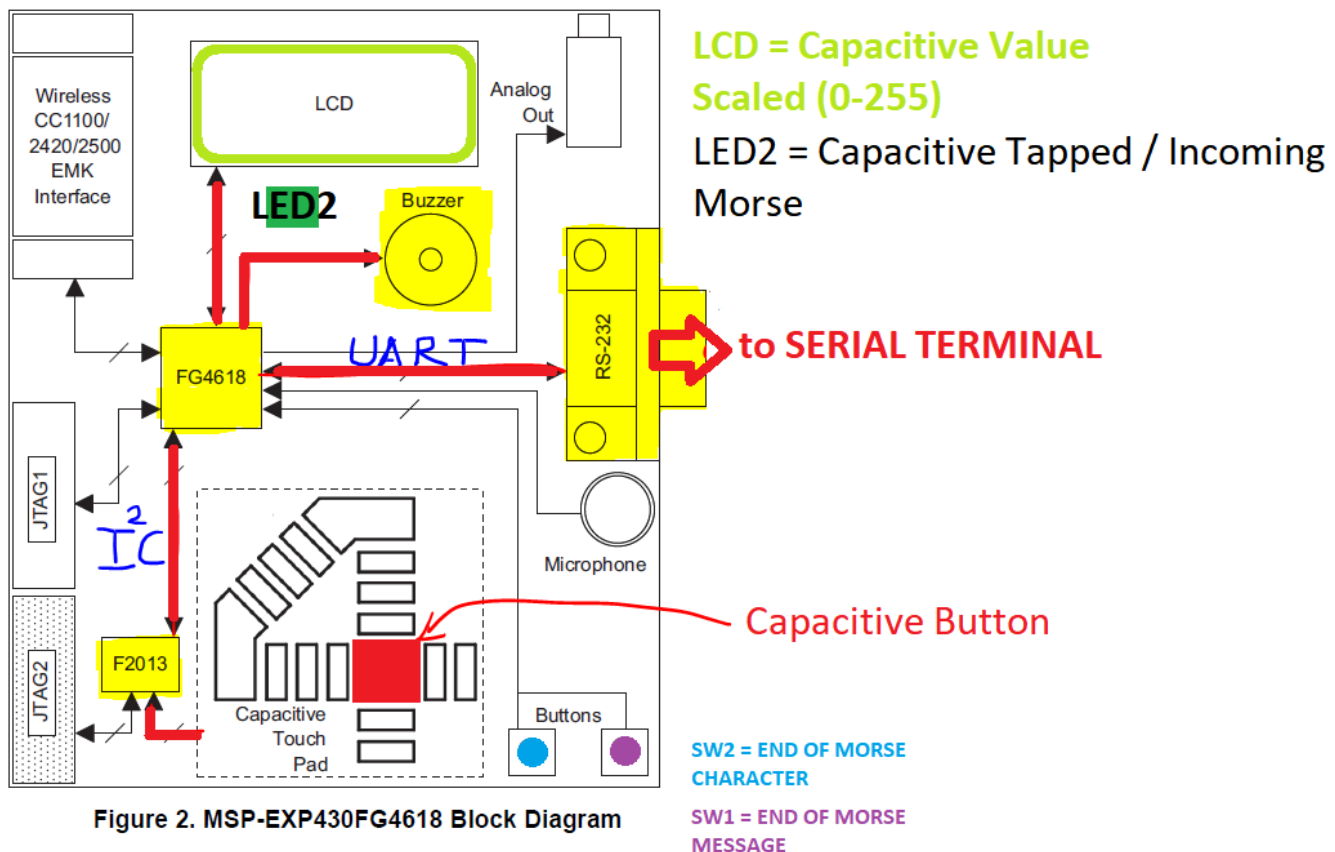 LCD = Capacitive Value
Scaled (0-255)
LED2 = Capacitive Tapped / Incoming
Morse
Wireless
CC1100/
2420/2500
EMK
Interface
LCD
Analog
Out
LED2
Buzzer
RS-232
to SERIAL TERMINAL
UART
FG4618
JTAG1
I²C
Microphone
Capacitive Button
F2013
JTAG2
Capacitive
Touch
Pad
Buttons
SW2 = END OF MORSE
CHARACTER
SW1 = END OF MORSE
MESSAGE
Figure 2. MSP-EXP430FG4618 Block Diagram